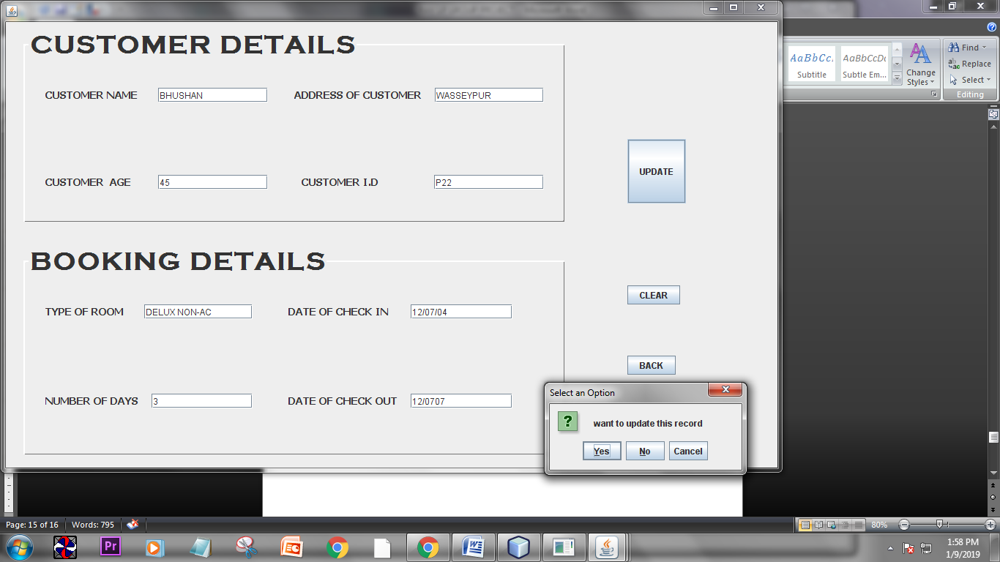 CUSTOMER DETAILS
CUSTOMER NAME BHUSHAN ADDRESS OF CUSTOMER WASSEYPUR
CUSTOMER AGE 45 CUSTOMER I.D P22
UPDATE
BOOKING DETAILS
TYPE OF ROOM DELUX NON-AC DATE OF CHECK IN 12/07/04
NUMBER OF DAYS 3 DATE OF CHECK OUT 12/0707
CLEAR
BACK
Select an Option
? want to update this record
Yes No Cancel
AaBbCc. AaBbCcDc
Subtitle Subtle Em...
Change
Styles
Find
Replace
Select
Editing
Page: 15 of 16 Words: 795
80%
Pr
1:58 PM
1/9/2019